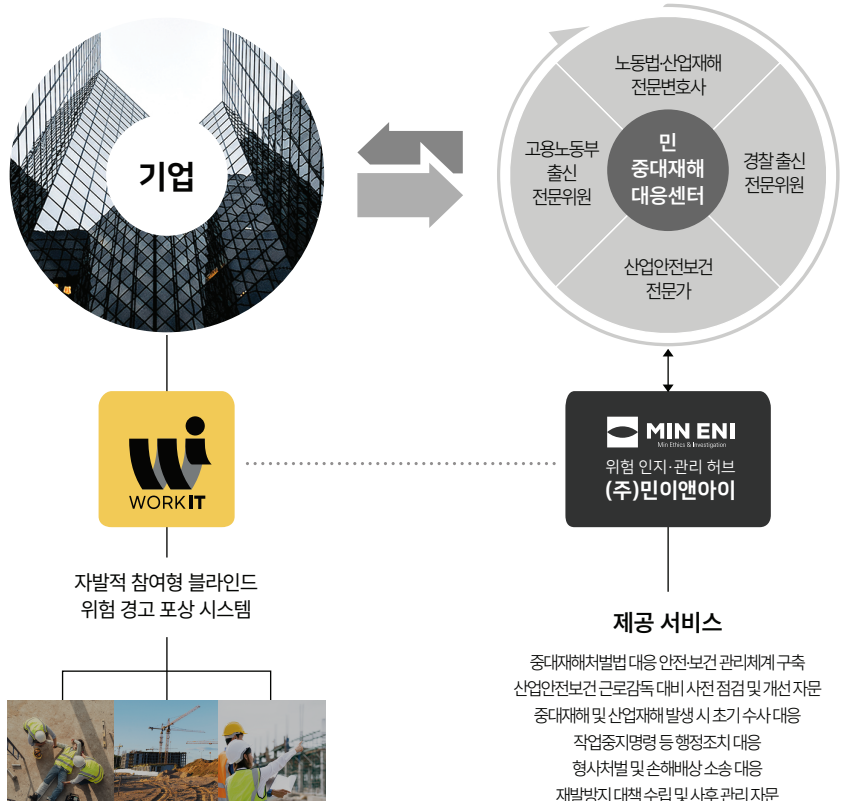 기업
노동법·산업재해
전문변호사
고용노동부
출신
전문위원
민
중대재해
대응센터
경찰 출신
전문위원
산업안전보건
전문가
Wi
WORKIT
자발적 참여형 블라인드
위험 경고 포상 시스템
MIN ENI
Min Ethics & Investigation
위험 인지·관리 허브
(주)민이앤아이
제공 서비스
중대재해처벌법 대응 안전·보건 관리체계 구축
산업안전보건 근로감독 대비 사전 점검 및 개선 자문
중대재해 및 산업재해 발생 시 초기 수사 대응
작업중지명령 등 행정조치 대응
형사처벌 및 손해배상 소송 대응
재발방지 대책 수립 및 사후 관리 자문